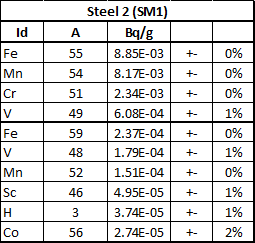 Steel 2 (SM1)
Id A Bq/g
Fe 55 8.85E-03 +- 0%
Mn 54 8.17E-03 +- 0%
Cr 51 2.34E-03 +- 0%
V 49 6.08E-04 +- 1%
Fe 59 2.37E-04 +- 0%
V 48 1.79E-04 +- 1%
Mn 52 1.51E-04 +- 0%
Sc 46 4.95E-05 +- 1%
H 3 3.74E-05 +- 1%
Co 56 2.74E-05 +- 2%